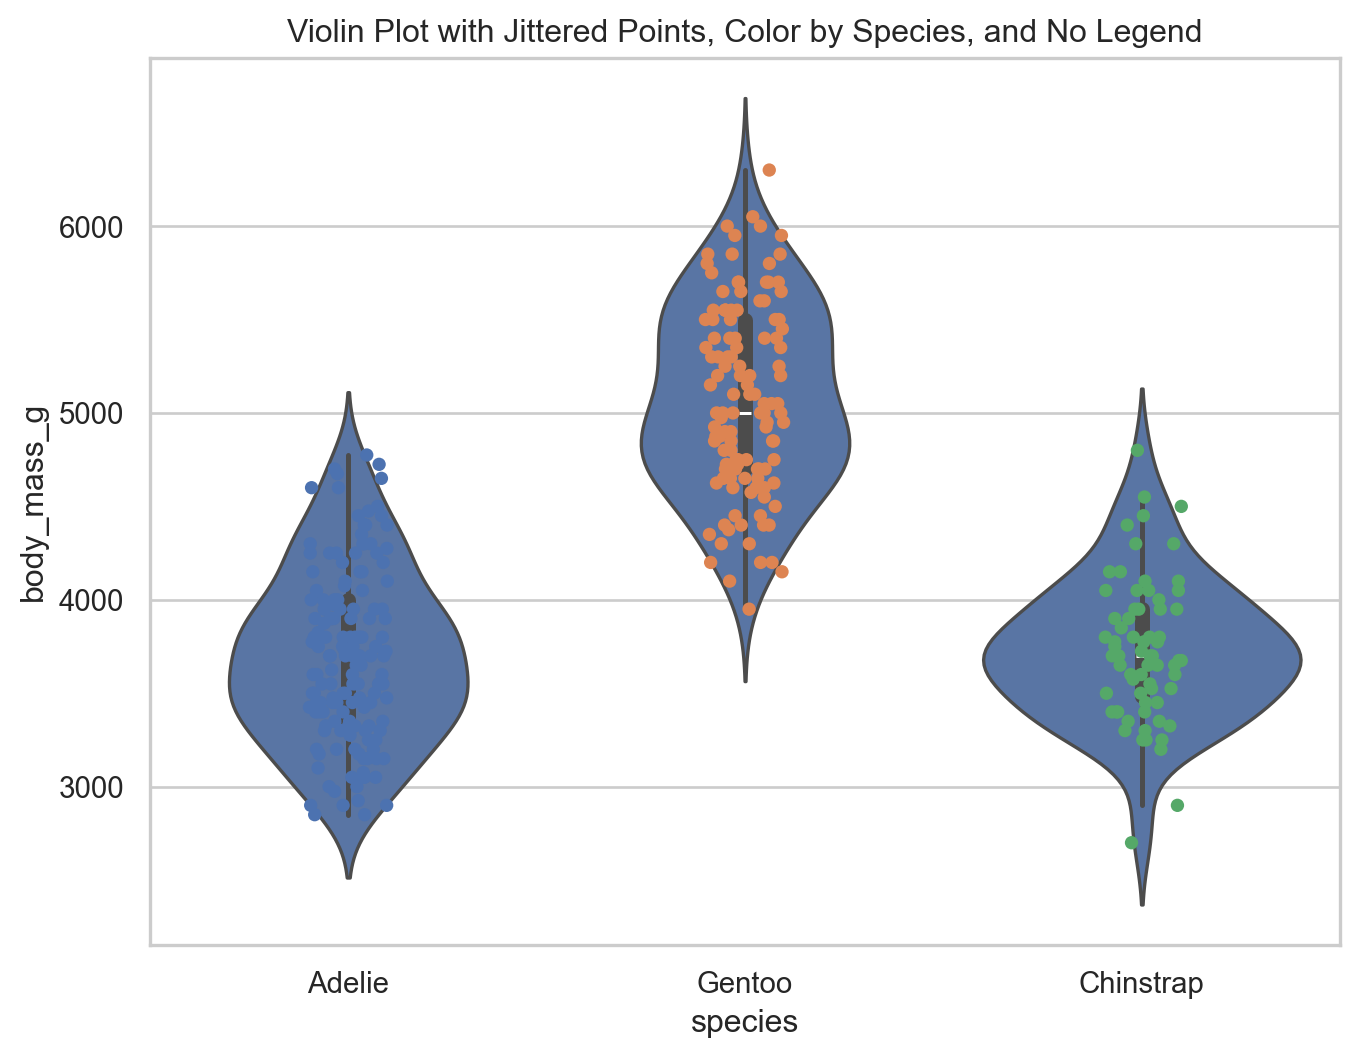 Violin Plot with Jittered Points, Color by Species, and No Legend
body_mass_g
6000
5000
4000
3000
Adelie
Gentoo
Chinstrap
species